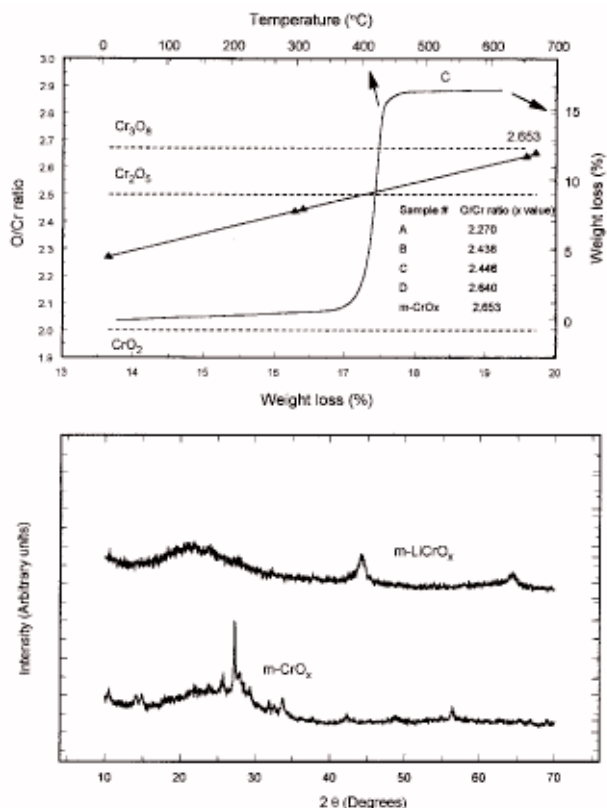 Temperature (°C)
0 100 200 300 400 500 600 700
3.0
2.9
2.8
2.7
2.6
2.5
2.4
2.3
2.2
2.1
2.0
1.9
O/Cr ratio
C
Cr3O8
2.653
Cr2O5
Sample # O/Cr ratio (x value)
A 2.270
B 2.436
C 2.446
D 2.640
m-CrOx 2.653
CrO2
15
10
5
0
Weight loss (%)
13 14 15 16 17 18 19 20
Weight loss (%)
Intensity (Arbitrary units)
m-LiCrOx
m-CrOx
10 20 30 40 50 60 70
2 θ (Degrees)